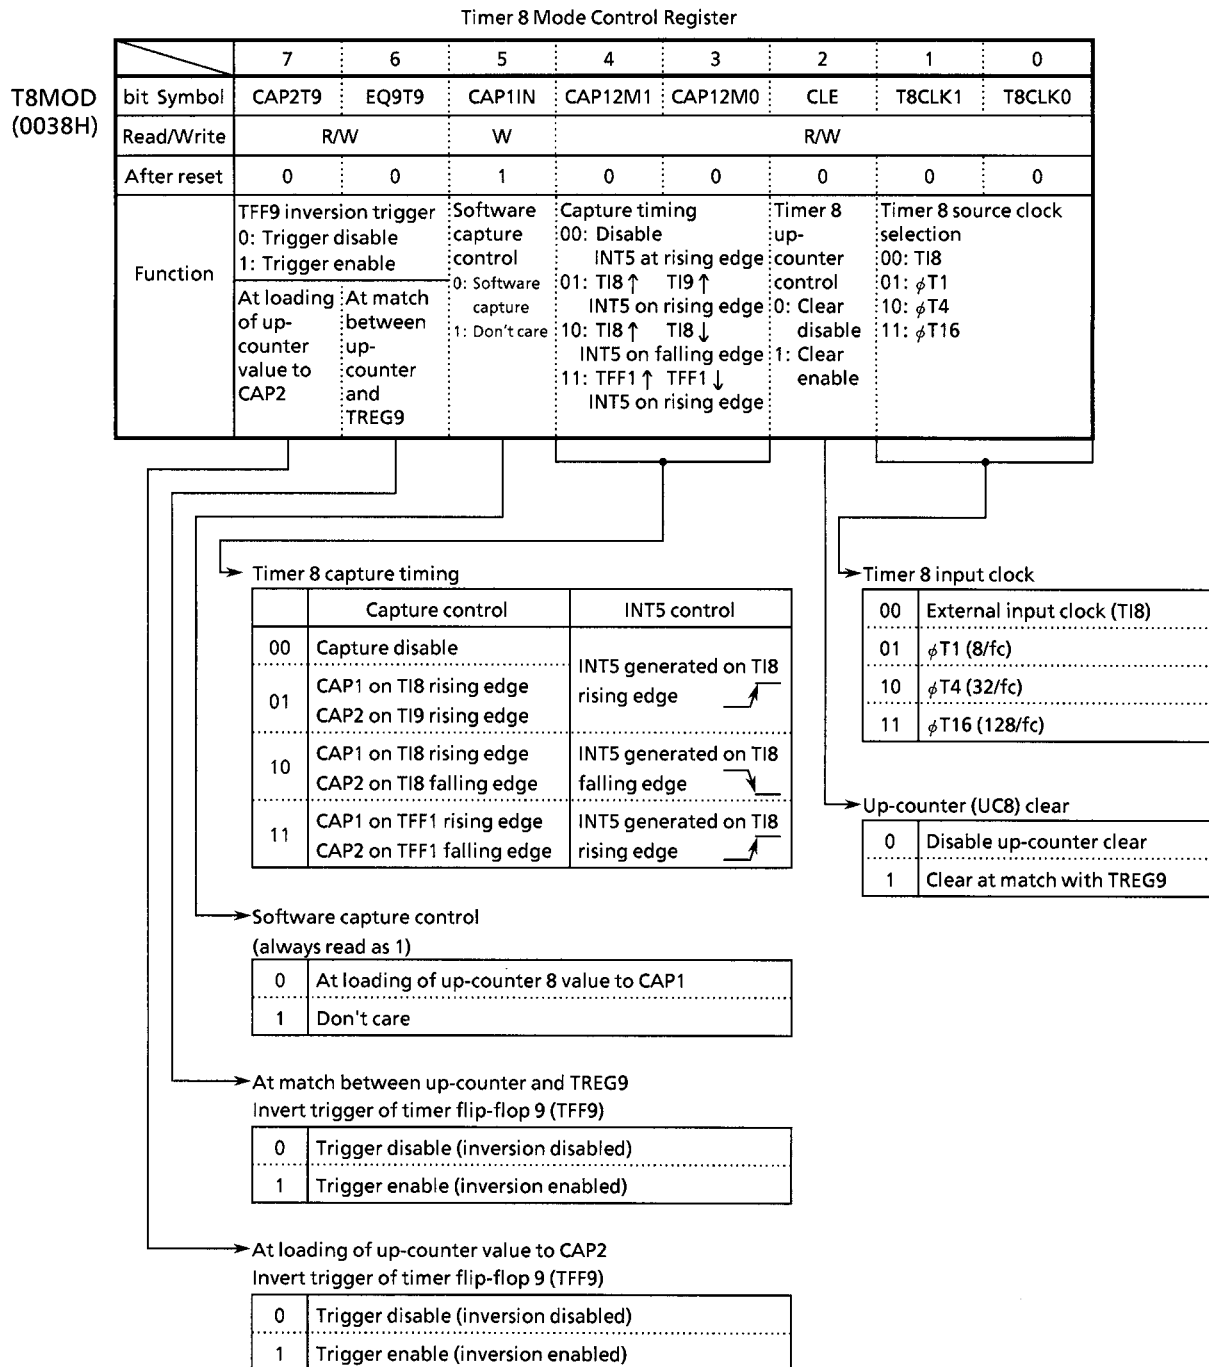 Timer 8 Mode Control Register
7 6 5 4 3 2 1 0
T8MOD
(0038H)
bit Symbol CAP2T9 EQ9T9 CAP1IN CAP12M1 CAP12M0 CLE T8CLK1 T8CLK0
Read/Write R/W W R/W
After reset 0 0 1 0 0 0 0 0
Function
TFF9 inversion trigger
0: Trigger disable
1: Trigger enable
At loading
of up-
counter
value to
CAP2
At match
between
up-
counter
and
TREG9
Software
capture
control
0: Software
capture
1: Don't care
Capture timing
00: Disable
INT5 at rising edge
01: TI8↑ TI9↑
INT5 on rising edge
10: TI8↑ TI8↓
INT5 on falling edge
11: TFF1↑ TFF1↓
INT5 on rising edge
Timer 8
up-
counter
control
0: Clear
disable
1: Clear
enable
Timer 8 source clock
selection
00: TI8
01: ϕT1
10: ϕT4
11: ϕT16
Timer 8 capture timing
Capture control INT5 control
00 Capture disable
01 CAP1 on TI8 rising edge
CAP2 on TI9 rising edge
INT5 generated on TI8
rising edge
10 CAP1 on TI8 rising edge
CAP2 on TI8 falling edge
INT5 generated on TI8
falling edge
11 CAP1 on TFF1 rising edge
CAP2 on TFF1 falling edge
INT5 generated on TI8
rising edge
Timer 8 input clock
00 External input clock (TI8)
01 ϕT1 (8/fc)
10 ϕT4 (32/fc)
11 ϕT16 (128/fc)
Up-counter (UC8) clear
0 Disable up-counter clear
1 Clear at match with TREG9
Software capture control
(always read as 1)
0 At loading of up-counter 8 value to CAP1
1 Don't care
At match between up-counter and TREG9
Invert trigger of timer flip-flop 9 (TFF9)
0 Trigger disable (inversion disabled)
1 Trigger enable (inversion enabled)
At loading of up-counter value to CAP2
Invert trigger of timer flip-flop 9 (TFF9)
0 Trigger disable (inversion disabled)
1 Trigger enable (inversion enabled)